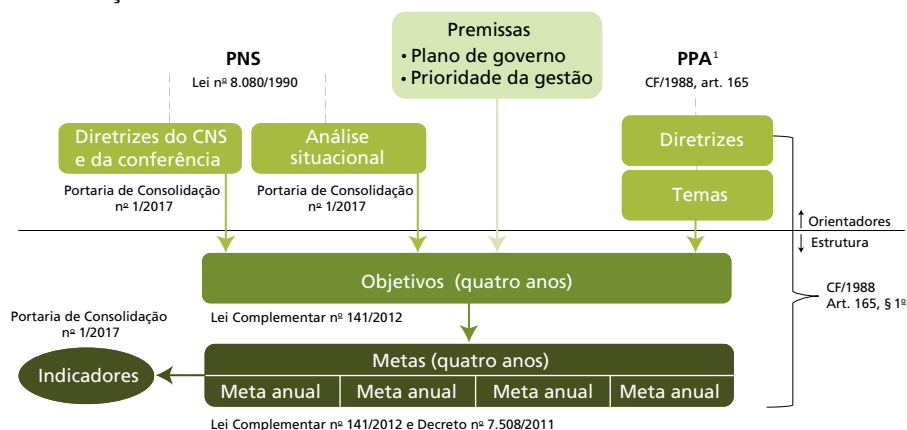 Premissas
• Plano de governo
• Prioridade da gestão
PNS
Lei nº 8.080/1990
PPA¹
CF/1988, art. 165
Diretrizes do CNS
e da conferência
Análise
situacional
Diretrizes
Portaria de Consolidação
nº 1/2017
Portaria de Consolidação
nº 1/2017
Temas
Orientadores
Estrutura
Objetivos (quatro anos)
Lei Complementar nº 141/2012
CF/1988
Art. 165, § 1º
Portaria de Consolidação
nº 1/2017
Indicadores
Metas (quatro anos)
Meta anual
Meta anual
Meta anual
Meta anual
Lei Complementar nº 141/2012 e Decreto nº 7.508/2011